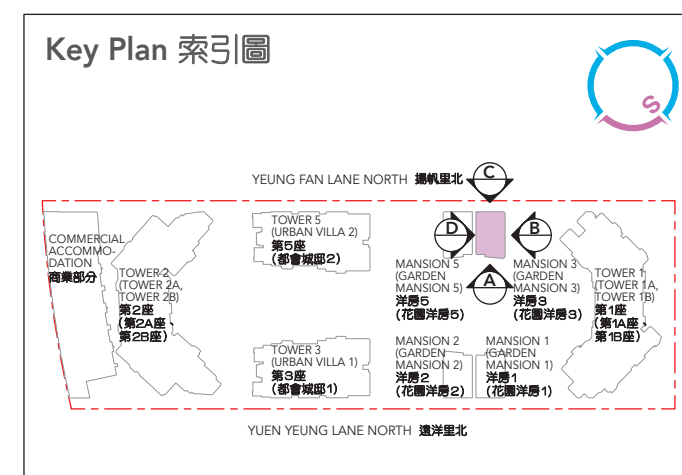 Key Plan 索引圖
S
YEUNG FAN LANE NORTH 揚帆里北
C
D
B
A
COMMERCIAL
ACCOMMO-
DATION
商業部分
TOWER 2
(TOWER 2A,
TOWER 2B)
第2座
(第2A座、
第2B座)
TOWER 5
(URBAN VILLA 2)
第5座
(都會城邸2)
MANSION 5
(GARDEN
MANSION 5)
洋房5
(花園洋房5)
MANSION 3
(GARDEN
MANSION 3)
洋房3
(花園洋房3)
TOWER 1
(TOWER 1A,
TOWER 1B)
第1座
(第1A座、
第1B座)
TOWER 3
(URBAN VILLA 1)
第3座
(都會城邸1)
MANSION 2
(GARDEN
MANSION 2)
洋房2
(花園洋房2)
MANSION 1
(GARDEN
MANSION 1)
洋房1
(花園洋房1)
YUEN YEUNG LANE NORTH 遠洋里北